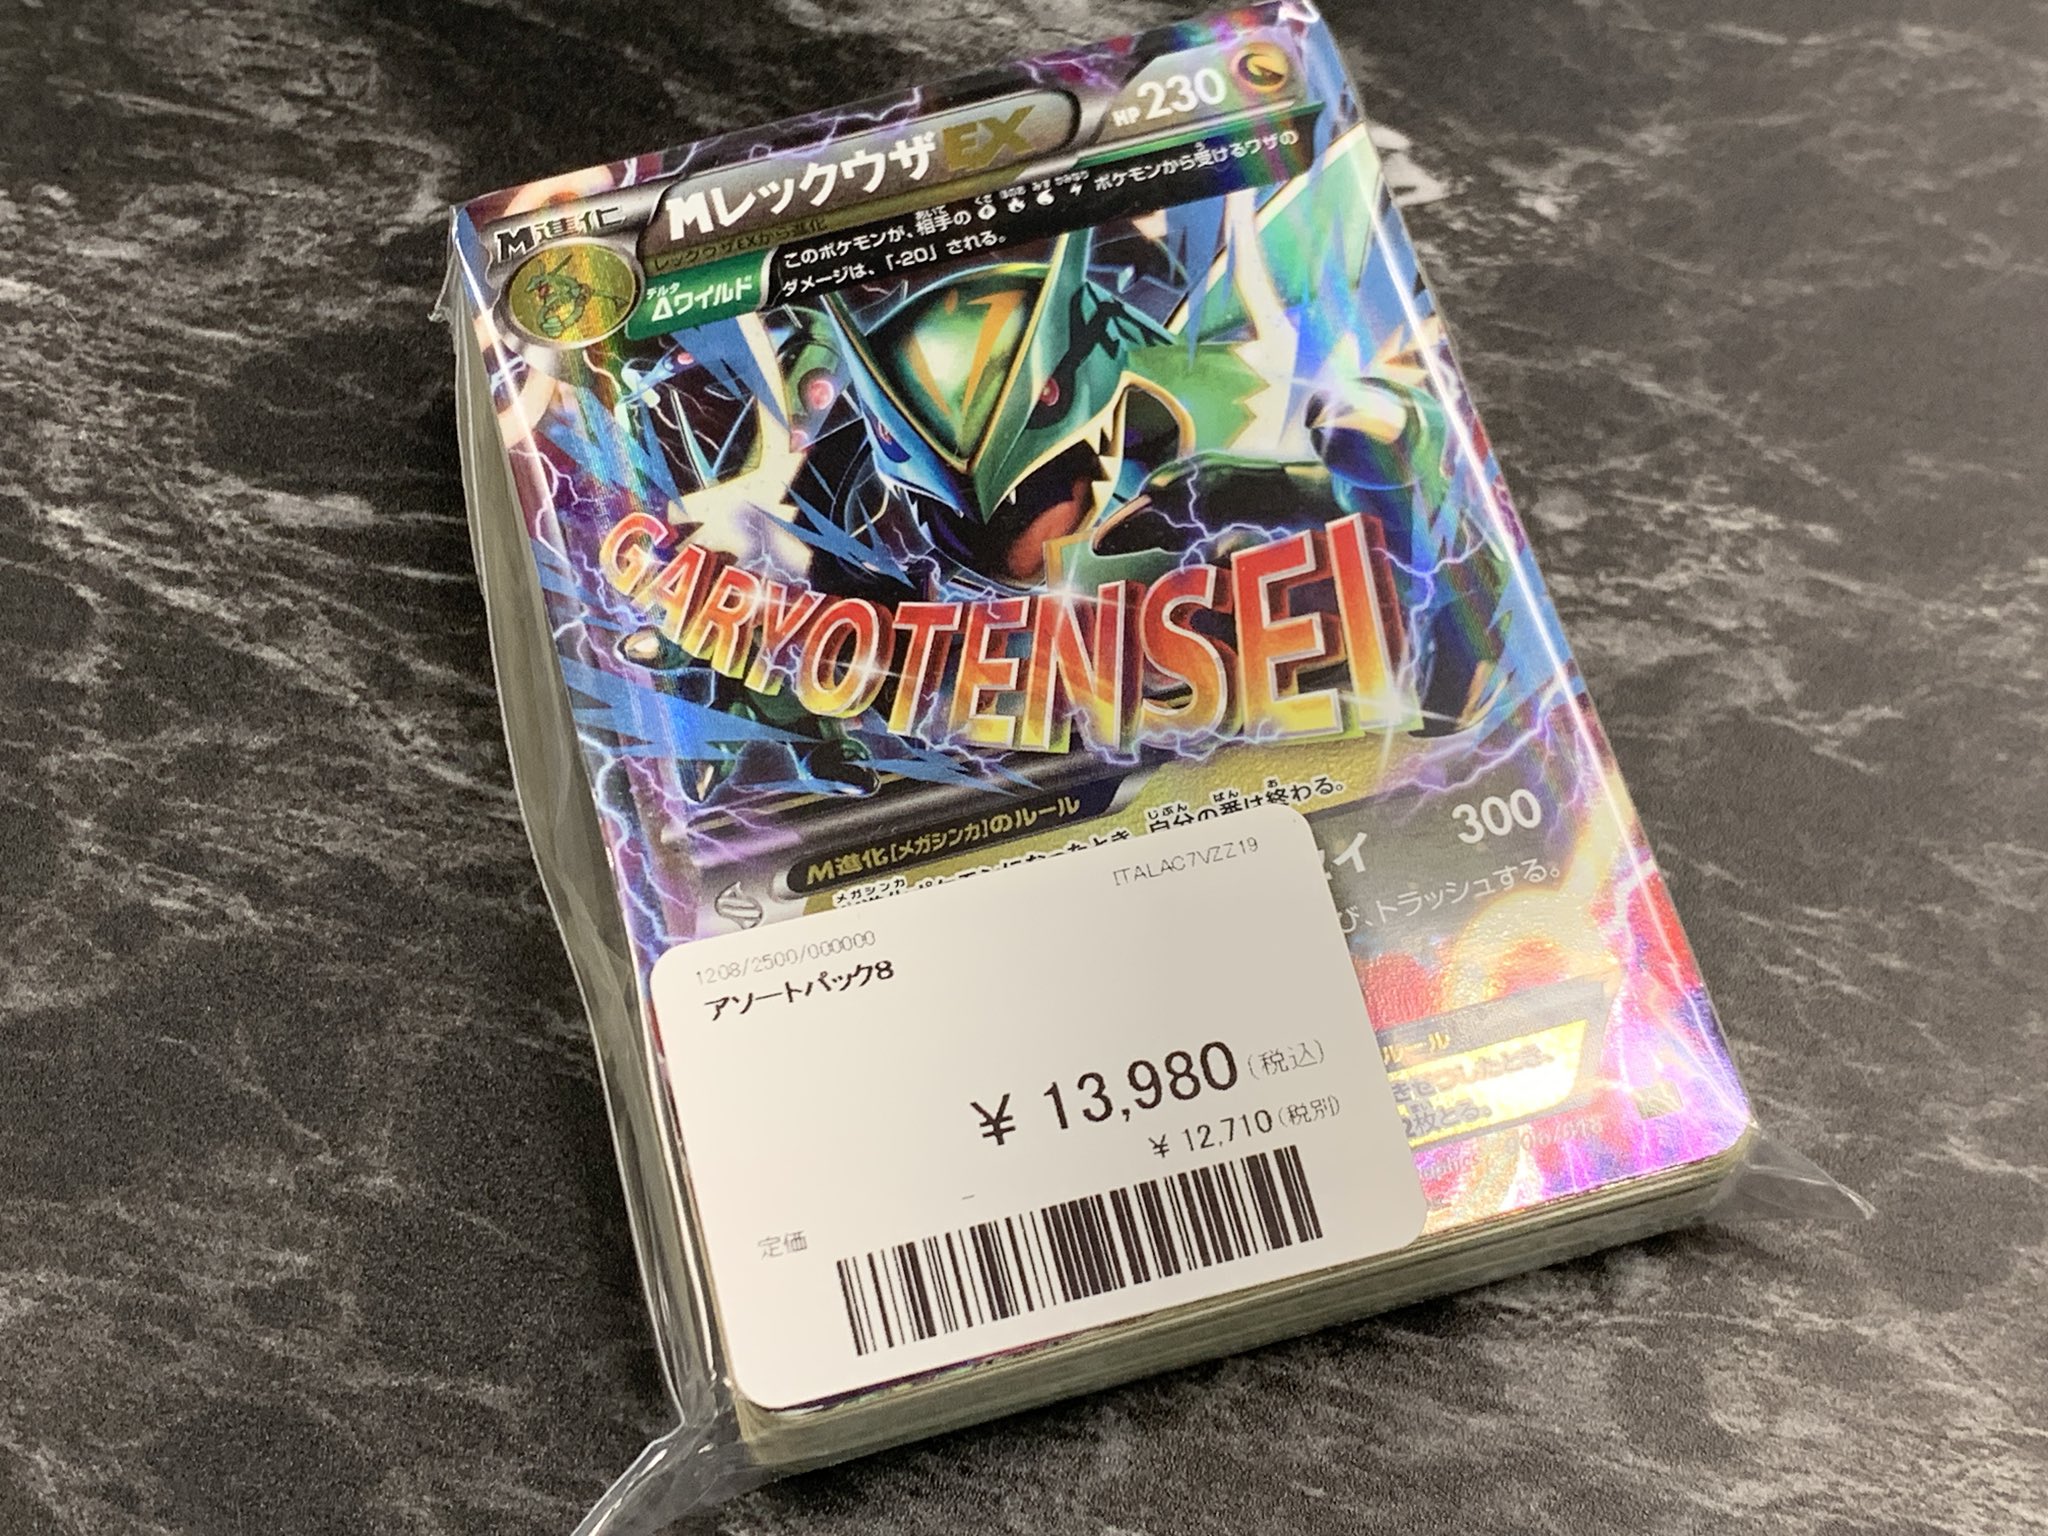 M進化
MレックウザEX
HP230
レックウザEXから進化
デルタ
Δワイルド
このポケモンが、相手の
ポケモンから受けるワザの
ダメージは、「-20」される。
GARYOTENSEI
M進化[メガシンカ]のルール
自分の番は終わる。
300
トラッシュする。
ITALAC7VZZ19
1208/2500/000000
アソートパック8
¥ 13,980(税込)
¥ 12,710(税別)
定価
ルール
2枚とる。